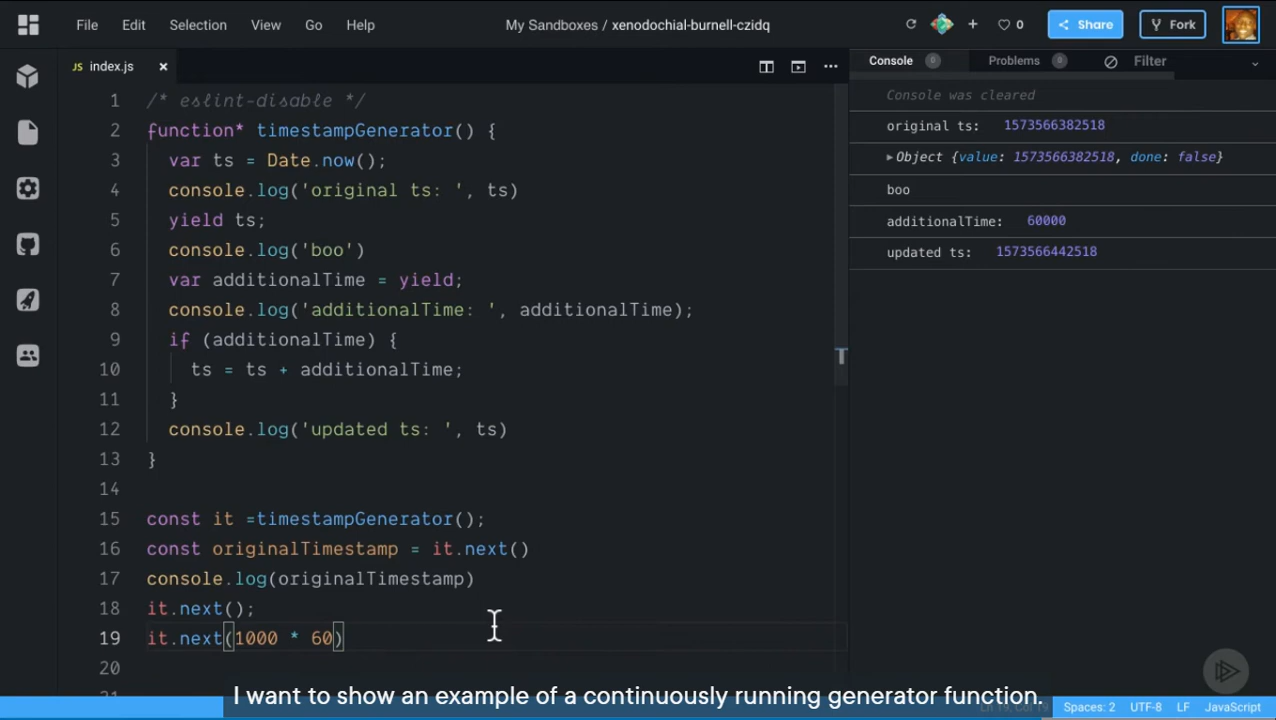 File Edit Selection View Go Help My Sandboxes / xenodochial-burnell-czidq 0 Share Fork
JS index.js
1 /* eslint-disable */
2 function* timestampGenerator() {
3 var ts = Date.now();
4 console.log('original ts: ', ts)
5 yield ts;
6 console.log('boo')
7 var additionalTime = yield;
8 console.log('additionalTime: ', additionalTime);
9 if (additionalTime) {
10 ts = ts + additionalTime;
11 }
12 console.log('updated ts: ', ts)
13 }
14
15 const it =timestampGenerator();
16 const originalTimestamp = it.next()
17 console.log(originalTimestamp)
18 it.next();
19 it.next(1000 * 60)
20
Console 0 Problems 0 Filter
Console was cleared
original ts: 1573566382518
Object {value: 1573566382518, done: false}
boo
additionalTime: 60000
updated ts: 1573566442518
I want to show an example of a continuously running generator function.
Spaces: 2 UTF-8 LF JavaScript